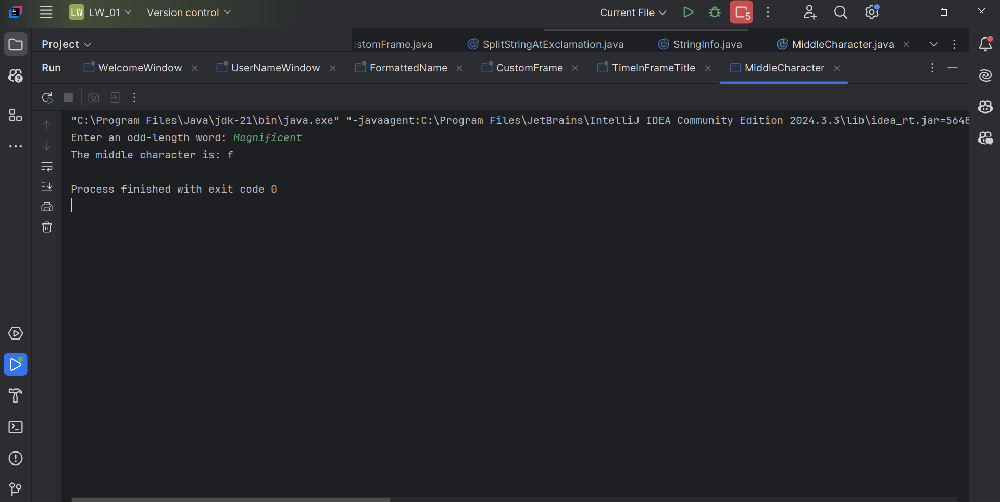 LW LW_01 Version control Current File 5
Project stomFrame.java SplitStringAtExclamation.java StringInfo.java MiddleCharacter.java
Run WelcomeWindow UserNameWindow FormattedName CustomFrame TimeInFrameTitle MiddleCharacter
"C:\Program Files\Java\jdk-21\bin\java.exe" "-javaagent:C:\Program Files\JetBrains\IntelliJ IDEA Community Edition 2024.3.3\lib\idea_rt.jar=5648
Enter an odd-length word: Magnificent
The middle character is: f
Process finished with exit code 0